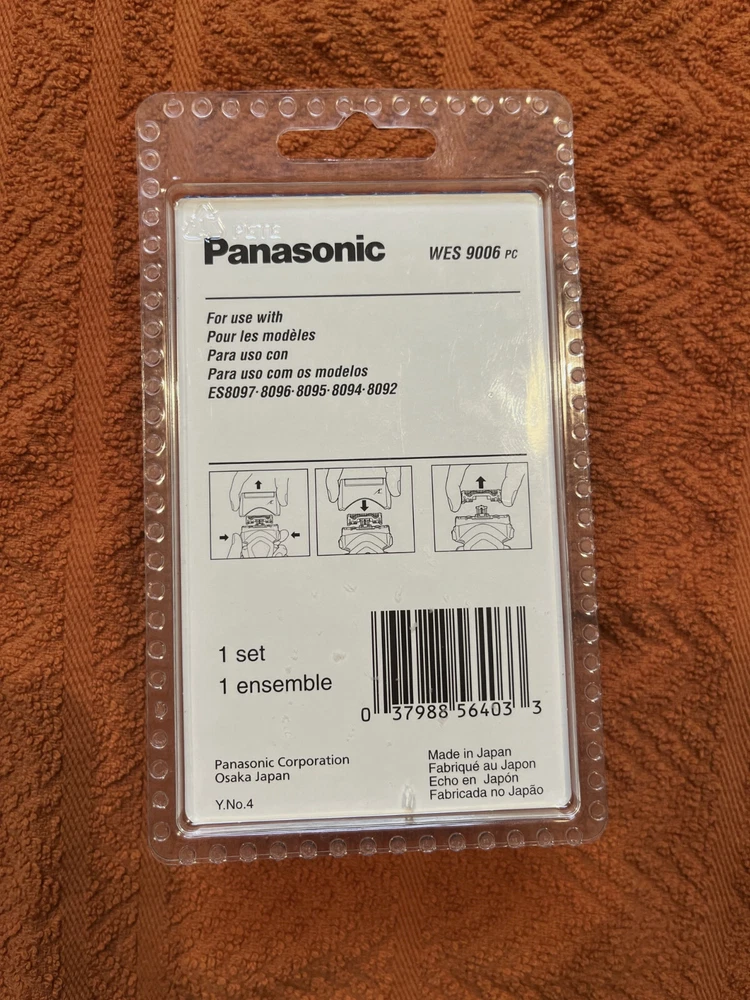 PETE
Panasonic
WES 9006 PC
For use with
Pour les modèles
Para uso con
Para uso com os modelos
ES8097·8096·8095·8094·8092
1 set
1 ensemble
0 37988 56403 3
Panasonic Corporation
Osaka Japan
Y.No.4
Made in Japan
Fabriqué au Japon
Echo en Japón
Fabricada no Japão